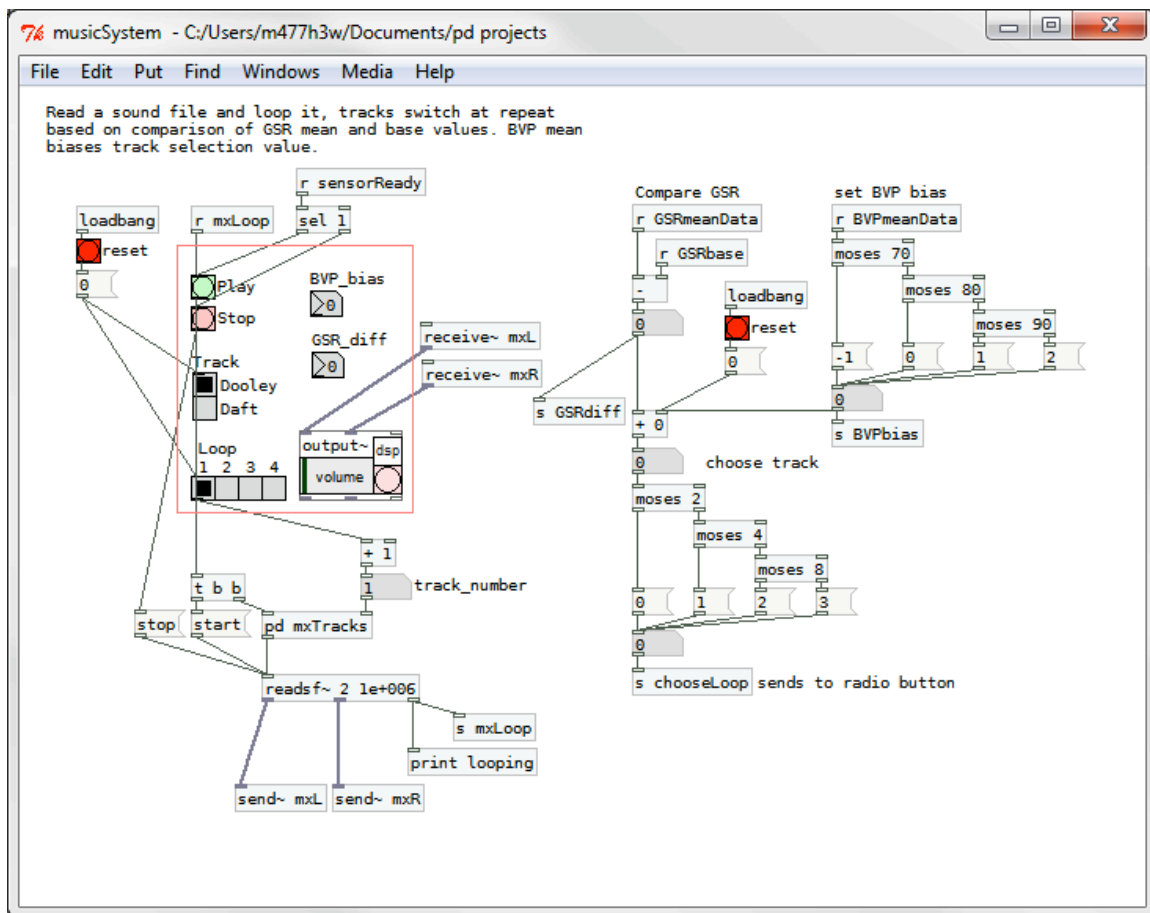 musicSystem - C:/Users/m477h3w/Documents/pd projects
File Edit Put Find Windows Media Help
Read a sound file and loop it, tracks switch at repeat
based on comparison of GSR mean and base values. BVP mean
biases track selection value.
r sensorReady
loadbang
r mxLoop
sel 1
reset
0
Play
Stop
BVP_bias
0
GSR_diff
0
Track
Dooley
Daft
Loop
1 2 3 4
receive~ mxL
receive~ mxR
output~
dsp
volume
+ 1
1
track_number
t b b
stop
start
pd mxTracks
readsf~ 2 1e+006
s mxLoop
print looping
send~ mxL
send~ mxR
Compare GSR
r GSRmeanData
r GSRbase
-
0
loadbang
reset
0
s GSRdiff
+ 0
0
choose track
moses 2
moses 4
moses 8
0
1
2
3
0
s chooseLoop
sends to radio button
set BVP bias
r BVPmeanData
moses 70
moses 80
moses 90
-1
0
1
2
0
s BVPbias